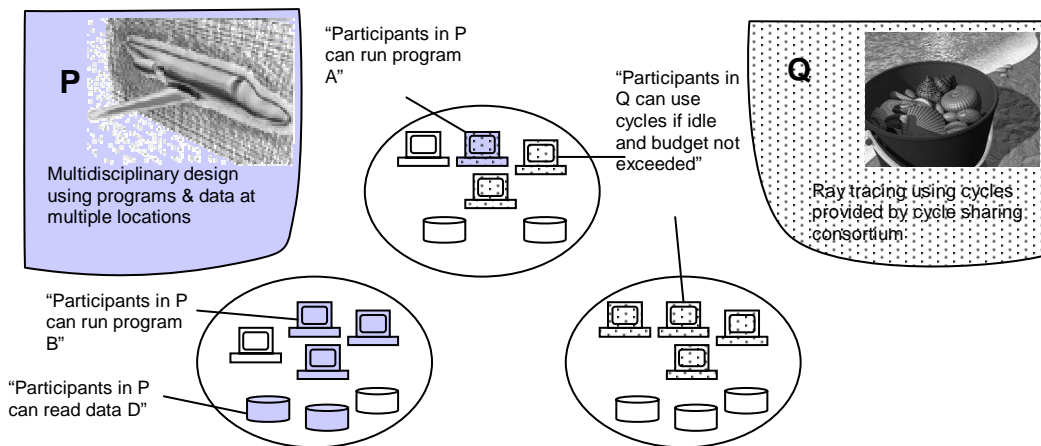 P
Multidisciplinary design
using programs & data at
multiple locations
“Participants in P
can run program
A”
“Participants in
Q can use
cycles if idle
and budget not
exceeded”
Q
Ray tracing using cycles
provided by cycle sharing
consortium
“Participants in P
can run program
B”
“Participants in P
can read data D”